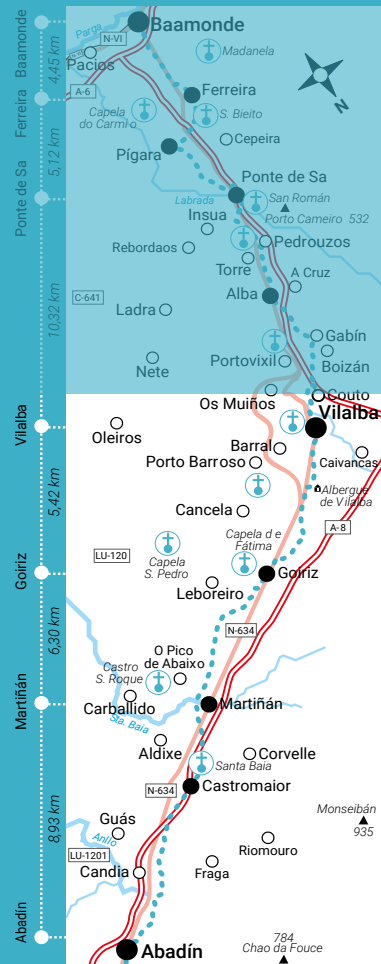 Baamonde
4,45 km
Ferreira
5,12 km
Ponte de Sa
10,32 km
Vilalba
5,42 km
Goiriz
6,30 km
Martiñán
8,93 km
Abadín
Parga
Baamonde
N-VI
Pacios
Madanela
A-6
Ferreira
N
Capela
do Carmio
S. Bieito
Cepeira
Pígara
Ponte de Sa
Labrada
San Román
Insua
Porto Cameiro 532
Rebordaos
Pedrouzos
Torre
A Cruz
C-641
Alba
Ladra
Gabín
Boizán
Nete
Portovixil
Os Muiños
Couto
Vilalba
Oleiros
Barral
Caivancas
Porto Barroso
Albergue
de Vilalba
Cancela
A-8
LU-120
Capela
S. Pedro
Capela d e
Fátima
Goiriz
Leboreiro
N-634
O Pico
de Abaixo
Castro
S. Roque
Carballido
Sta. Baia
Martiñán
Aldixe
Corvelle
Santa Baia
N-634
Castromaior
Monseibán
935
Guás
Anllo
Riomouro
LU-1201
Candia
Fraga
Abadín
784
Chao da Fouce